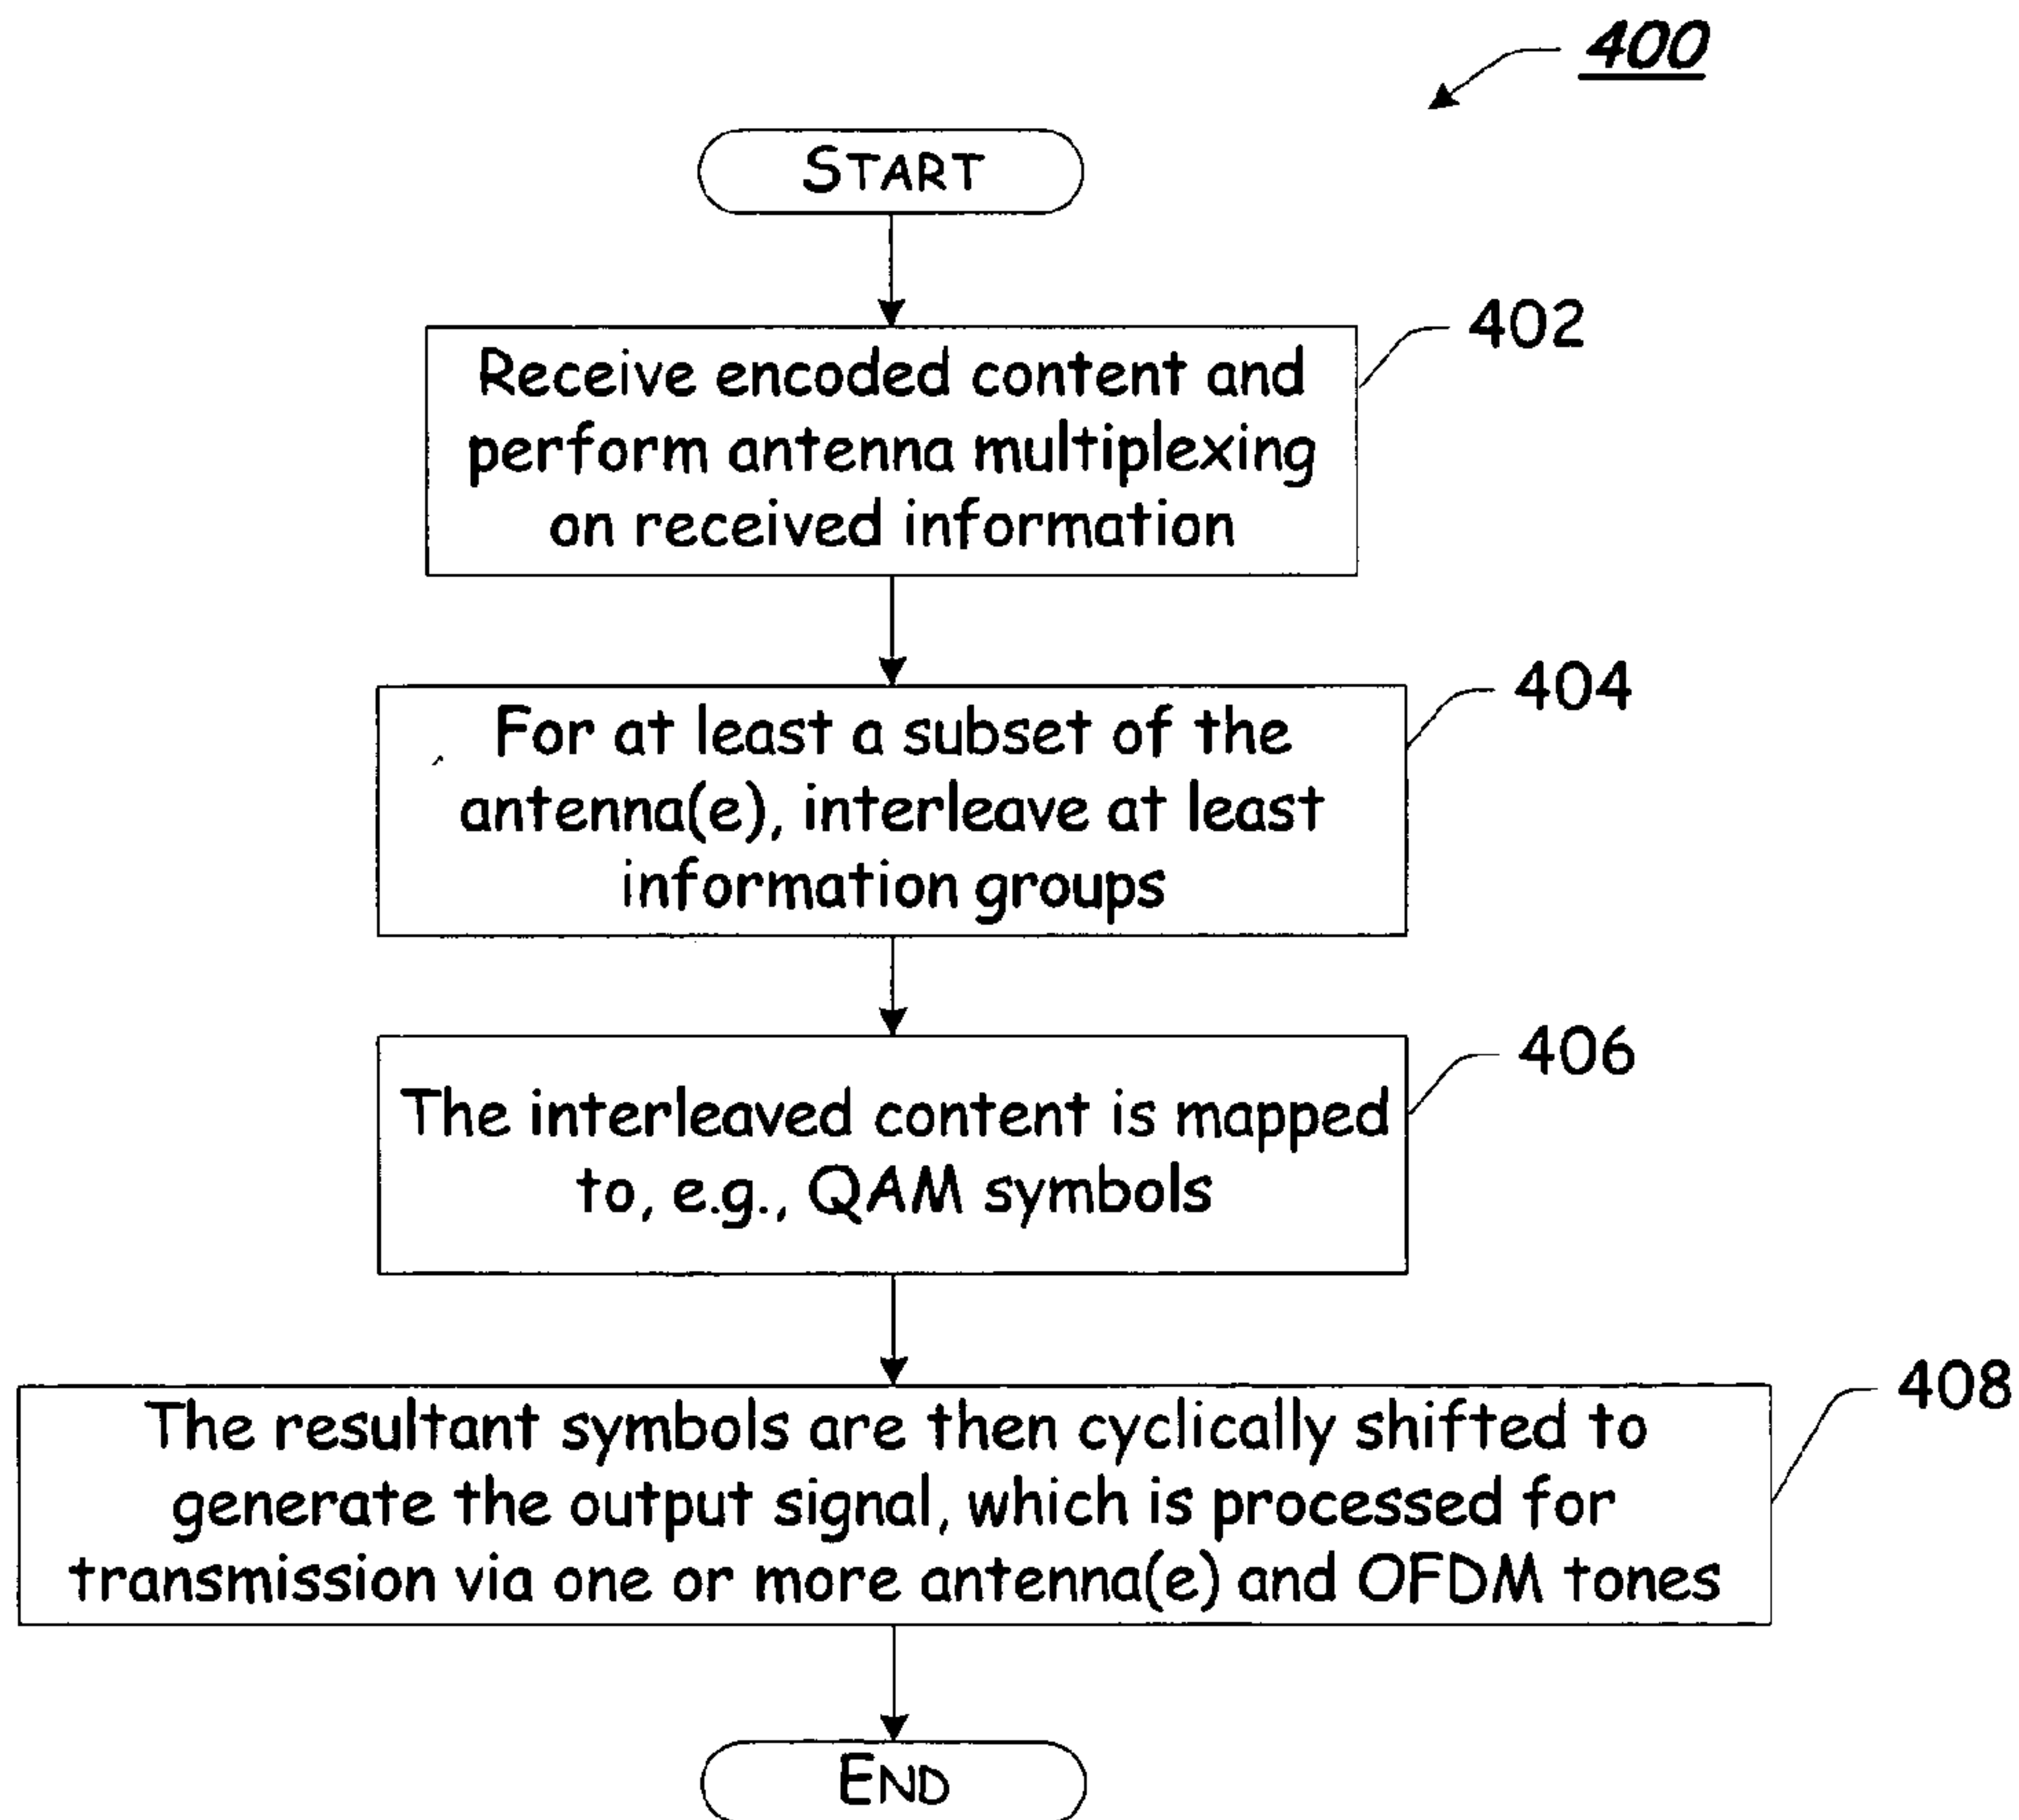 400
START
402
Receive encoded content and
perform antenna multiplexing
on received information
404
For at least a subset of the
antenna(e), interleave at least
information groups
406
The interleaved content is mapped
to, e.g., QAM symbols
408
The resultant symbols are then cyclically shifted to
generate the output signal, which is processed for
transmission via one or more antenna(e) and OFDM tones
END